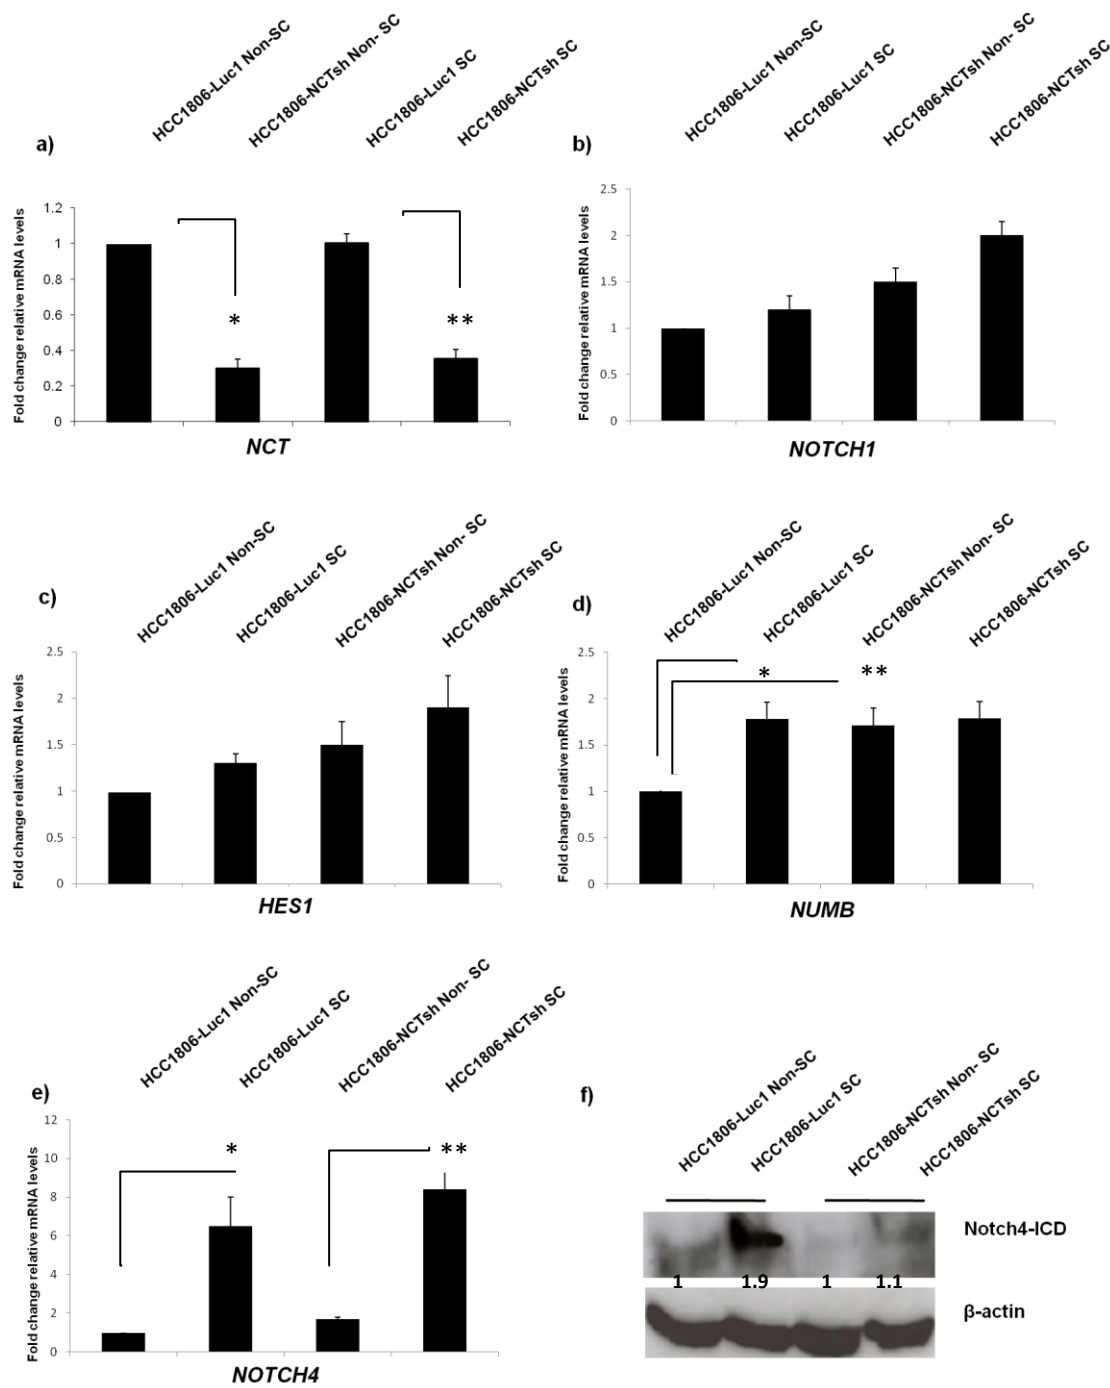 a)
HCC1806-Luc1 Non-SC
HCC1806-NCTsh Non- SC
HCC1806-Luc1 SC
HCC1806-NCTsh SC
Fold change relative mRNA levels
1.2
1
0.8
0.6
0.4
0.2
0
*
**
NCT
b)
HCC1806-Luc1 Non-SC
HCC1806-Luc1 SC
HCC1806-NCTsh Non- SC
HCC1806-NCTsh SC
Fold change relative mRNA levels
2.5
2
1.5
1
0.5
0
NOTCH1
c)
HCC1806-Luc1 Non-SC
HCC1806-Luc1 SC
HCC1806-NCTsh Non- SC
HCC1806-NCTsh SC
Fold change relative mRNA levels
2.5
2
1.5
1
0.5
0
HES1
d)
HCC1806-Luc1 Non-SC
HCC1806-Luc1 SC
HCC1806-NCTsh Non- SC
HCC1806-NCTsh SC
Fold change relative mRNA levels
2.5
2
1.5
1
0.5
0
*
**
NUMB
e)
HCC1806-Luc1 Non-SC
HCC1806-Luc1 SC
HCC1806-NCTsh Non- SC
HCC1806-NCTsh SC
Fold change relative mRNA levels
12
10
8
6
4
2
0
*
**
NOTCH4
f)
HCC1806-Luc1 Non-SC
HCC1806-Luc1 SC
HCC1806-NCTsh Non- SC
HCC1806-NCTsh SC
Notch4-ICD
1 1.9 1 1.1
β-actin